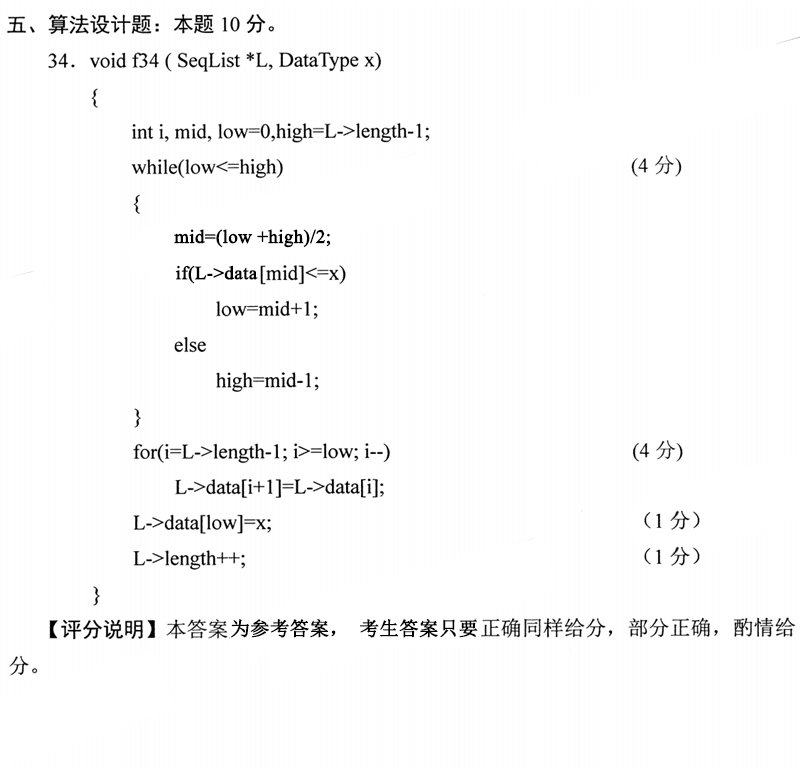 五、算法设计题：本题 10 分。
34．void f34 ( SeqList *L, DataType x)
{
int i, mid, low=0,high=L->length-1;
while(low<=high) (4 分)
{
mid=(low +high)/2;
if(L->data[mid]<=x)
low=mid+1;
else
high=mid-1;
}
for(i=L->length-1; i>=low; i--) (4 分)
L->data[i+1]=L->data[i];
L->data[low]=x; （1 分）
L->length++; （1 分）
}
【评分说明】本答案为参考答案， 考生答案只要正确同样给分，部分正确，酌情给
分。